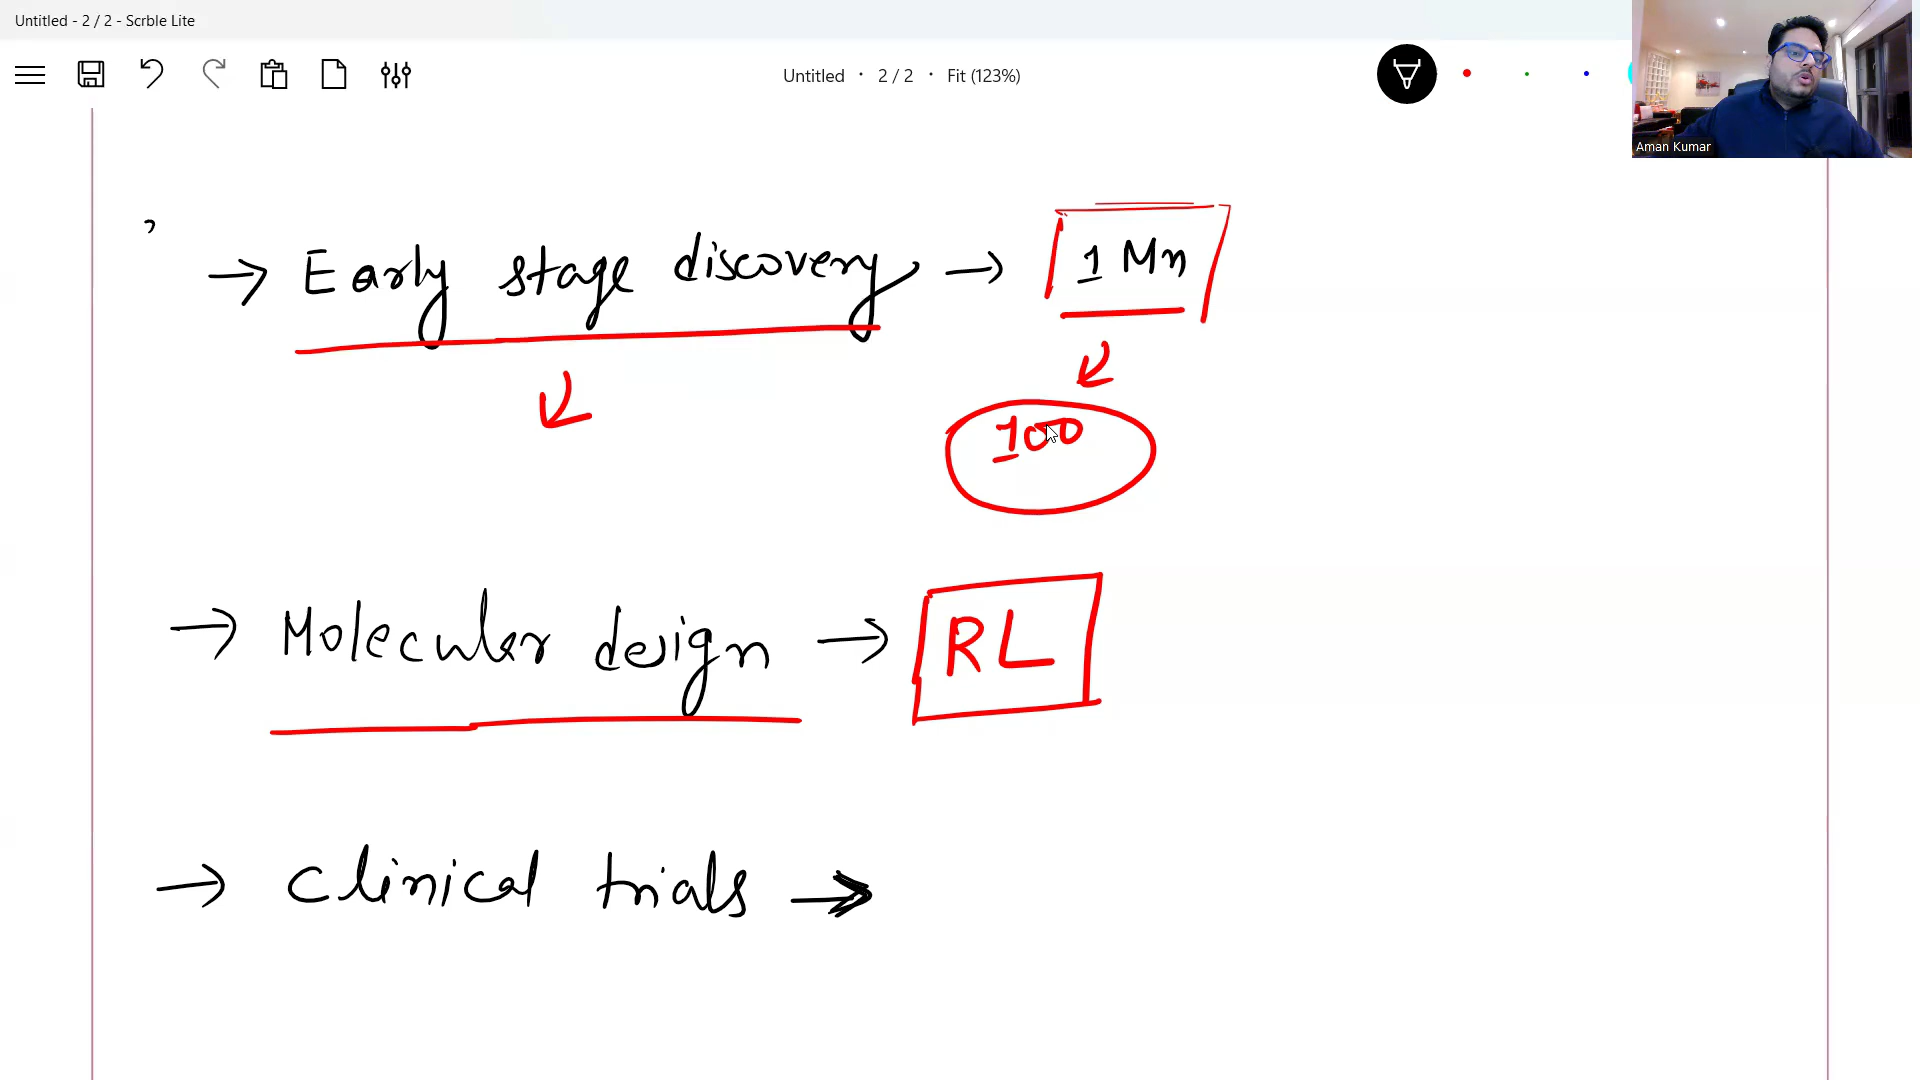 Untitled - 2 / 2 - Scrble Lite
Untitled • 2 / 2 • Fit (123%)
Aman Kumar
→ Early stage discovery → 1 Mn
100
→ Molecular design → RL
→ Clinical trials →